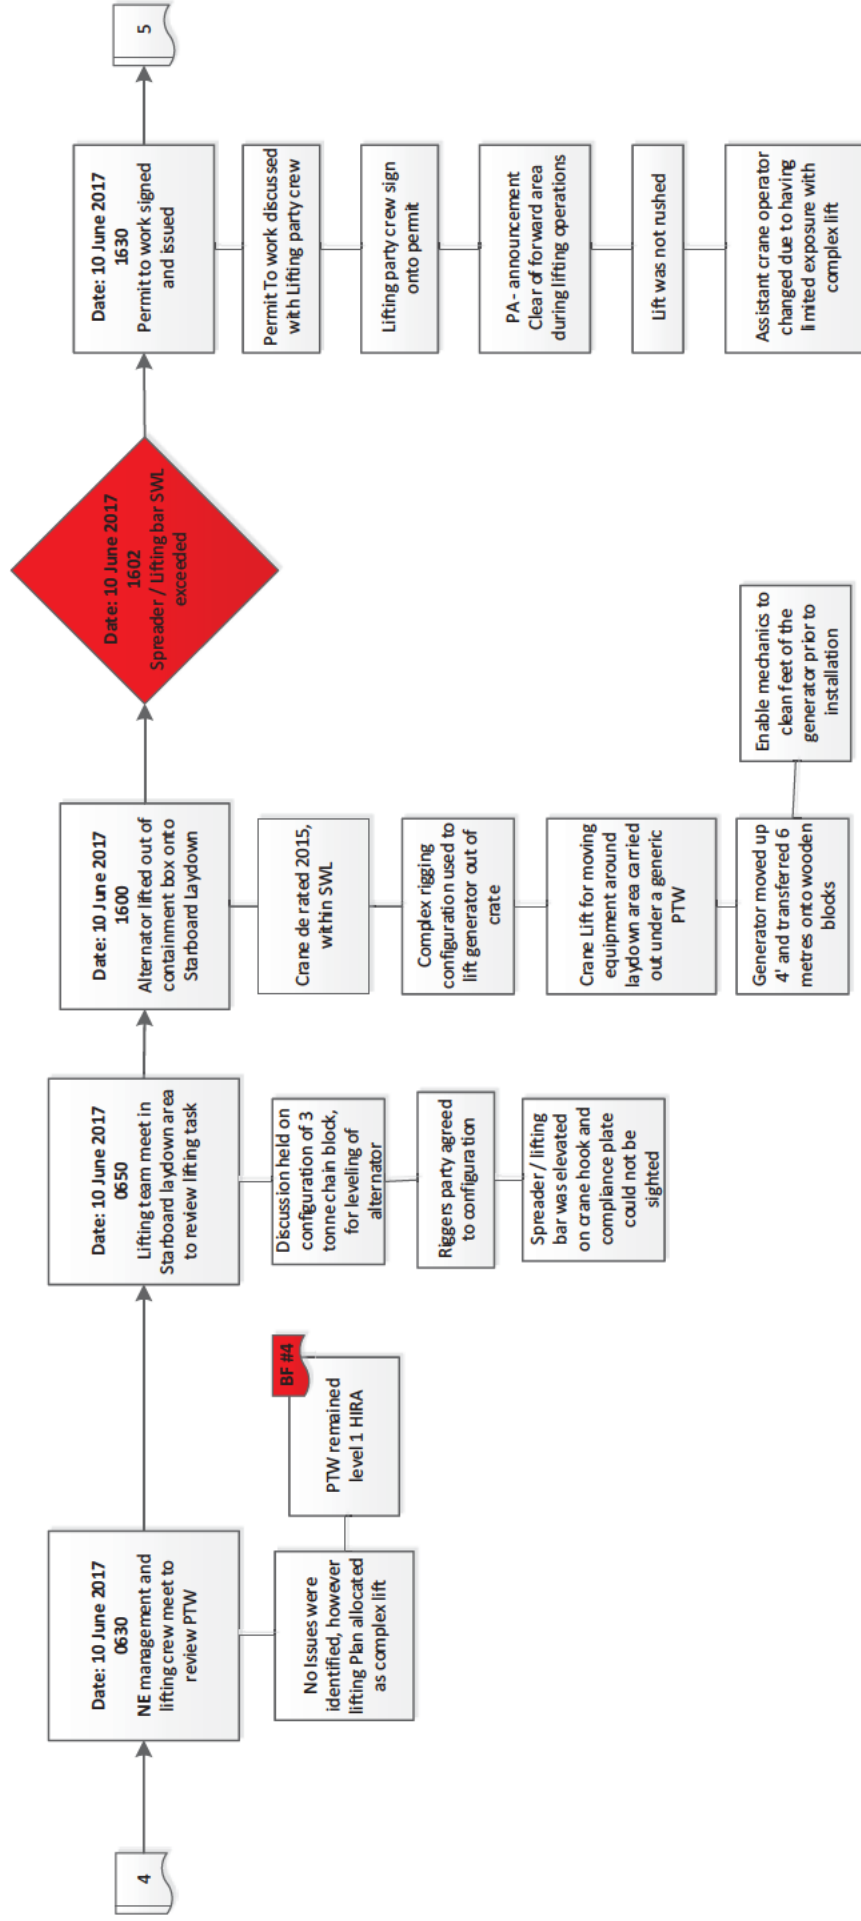 4
Date: 10 June 2017
0630
NE management and
lifting crew meet to
review PTW
No Issues were
identified, however
lifting Plan allocated
as complex lift
BF #4
PTW remained
level 1 HIRA
Date: 10 June 2017
0650
Lifting team meet in
Starboard laydown area
to review lifting task
Discussion held on
configuration of 3
tonne chain block,
for leveling of
alternator
Riggers party agreed
to configuration
Spreader / lifting
bar was elevated
on crane hook and
compliance plate
could not be
sighted
Date: 10 June 2017
1600
Alternator lifted out of
containment box onto
Starboard Laydown
Crane de rated 2015,
within SWL
Complex rigging
configuration used to
lift generator out of
crate
Crane Lift for moving
equipment around
laydown area carried
out under a generic
PTW
Generator moved up
4' and transferred 6
metres onto wooden
blocks
Enable mechanics to
clean feet of the
generator prior to
installation
Date: 10 June 2017
1602
Spreader / Lifting bar SWL
exceeded
Date: 10 June 2017
1630
Permit to work signed
and issued
Permit To work discussed
with Lifting party crew
Lifting party crew sign
onto permit
PA - announcement
Clear of forward area
during lifting operations
Lift was not rushed
Assistant crane operator
changed due to having
limited exposure with
complex lift
5